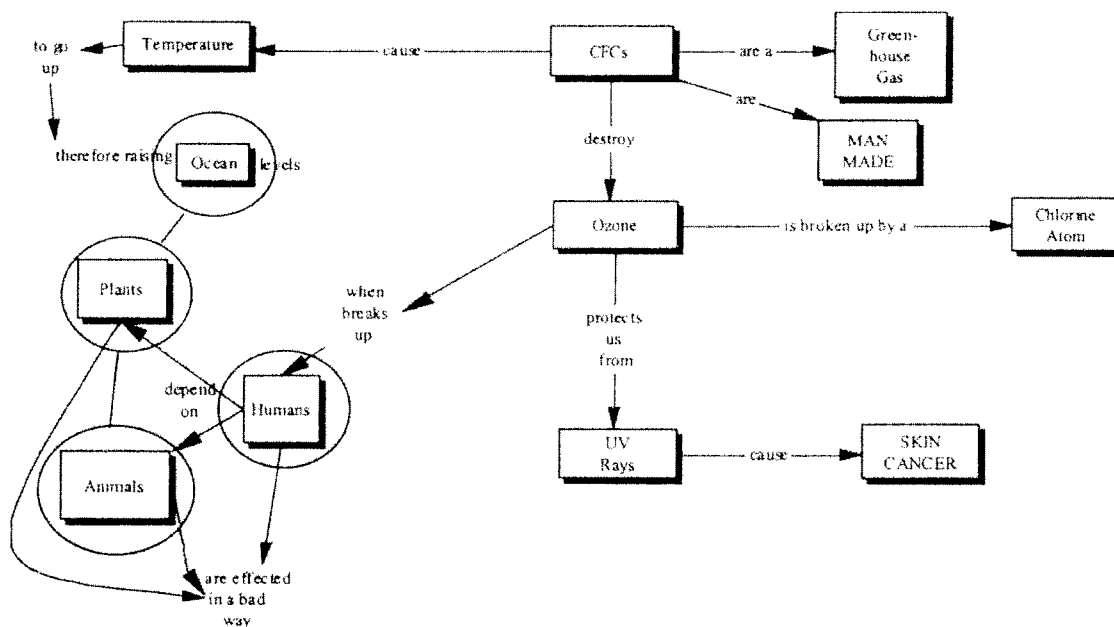 to go
up
Temperature
cause
CFCs
are a
Green-
house
Gas
are
MAN
MADE
therefore raising
Ocean
levels
destroy
Ozone
is broken up by a
Chlorine
Atom
Plants
when
breaks
up
protects
us
from
depend
on
Humans
Animals
UV
Rays
cause
SKIN
CANCER
are effected
in a bad
way